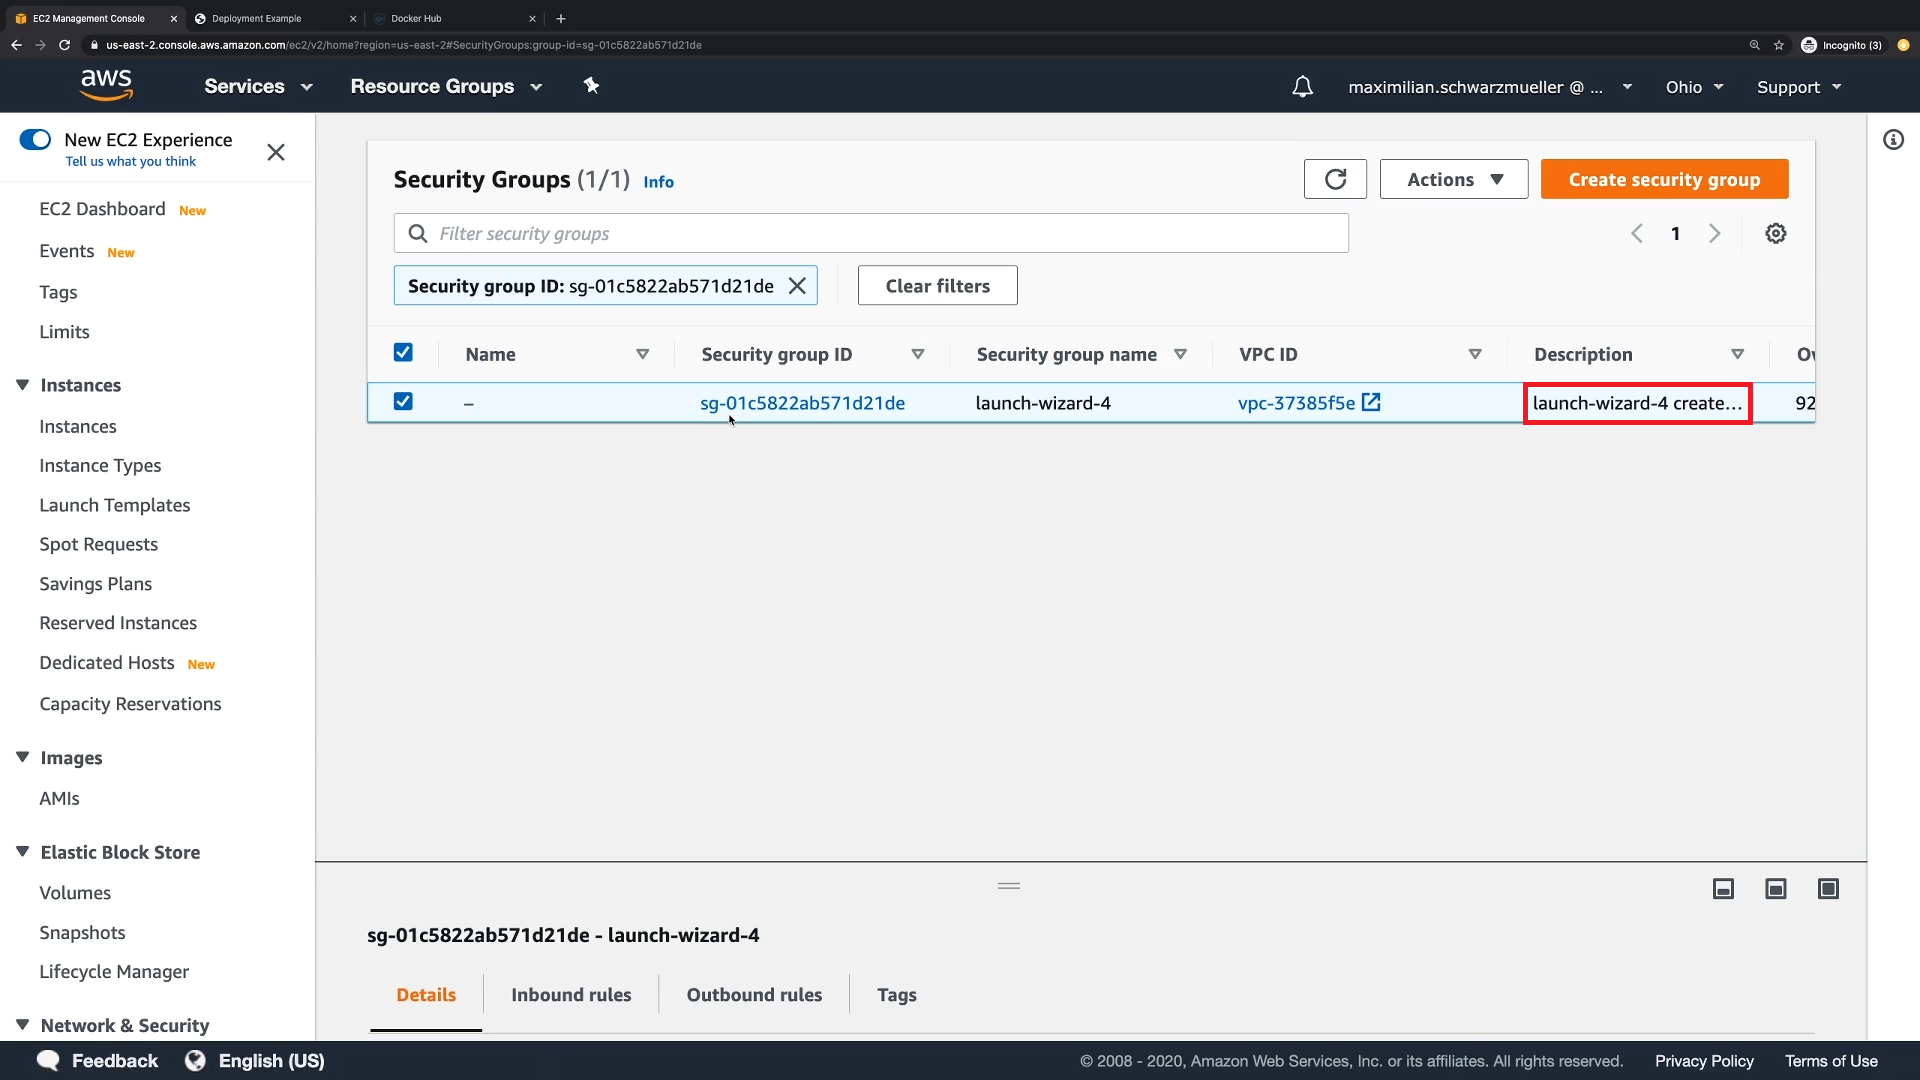 EC2 Management Console
Deployment Example
Docker Hub
us-east-2.console.aws.amazon.com/ec2/v2/home?region=us-east-2#SecurityGroups:group-id=sg-01c5822ab571d21de
Incognito (3)
aws
Services
Resource Groups
maximilian.schwarzmueller @ ...
Ohio
Support
New EC2 Experience
Tell us what you think
EC2 Dashboard New
Events New
Tags
Limits
Instances
Instances
Instance Types
Launch Templates
Spot Requests
Savings Plans
Reserved Instances
Dedicated Hosts New
Capacity Reservations
Images
AMIs
Elastic Block Store
Volumes
Snapshots
Lifecycle Manager
Network & Security
Security Groups (1/1) Info
Actions
Create security group
Filter security groups
1
Security group ID: sg-01c5822ab571d21de
Clear filters
Name Security group ID Security group name VPC ID Description Ow
– sg-01c5822ab571d21de launch-wizard-4 vpc-37385f5e launch-wizard-4 create... 92
sg-01c5822ab571d21de - launch-wizard-4
Details
Inbound rules
Outbound rules
Tags
Feedback
English (US)
© 2008 - 2020, Amazon Web Services, Inc. or its affiliates. All rights reserved.
Privacy Policy
Terms of Use